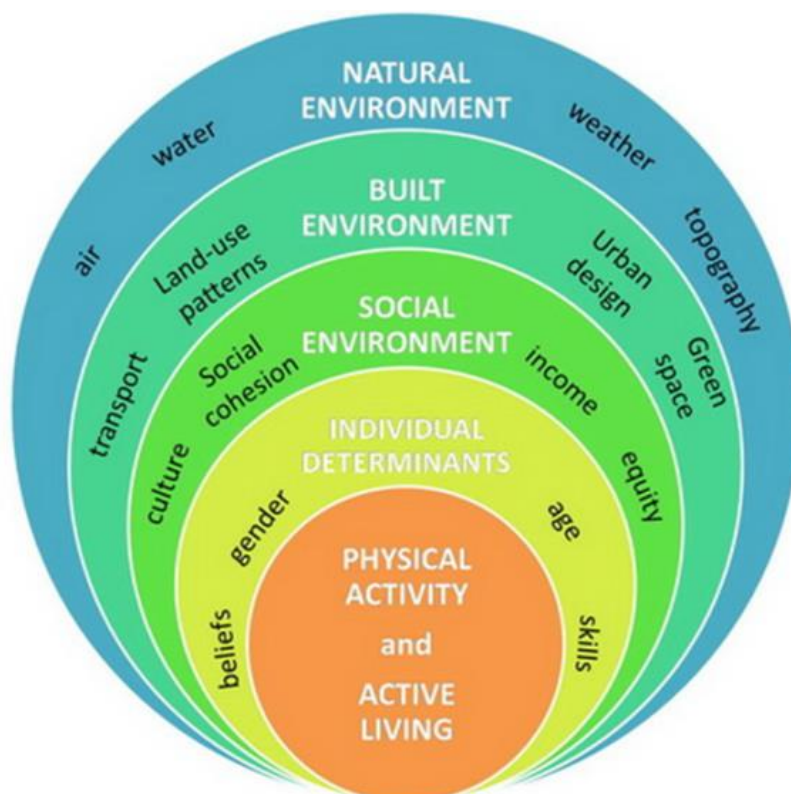 NATURAL
ENVIRONMENT
air
water
weather
topography
BUILT
ENVIRONMENT
transport
Land-use
patterns
Urban
design
Green
space
SOCIAL
ENVIRONMENT
culture
Social
cohesion
income
equity
INDIVIDUAL
DETERMINANTS
beliefs
gender
age
skills
PHYSICAL
ACTIVITY
and
ACTIVE
LIVING